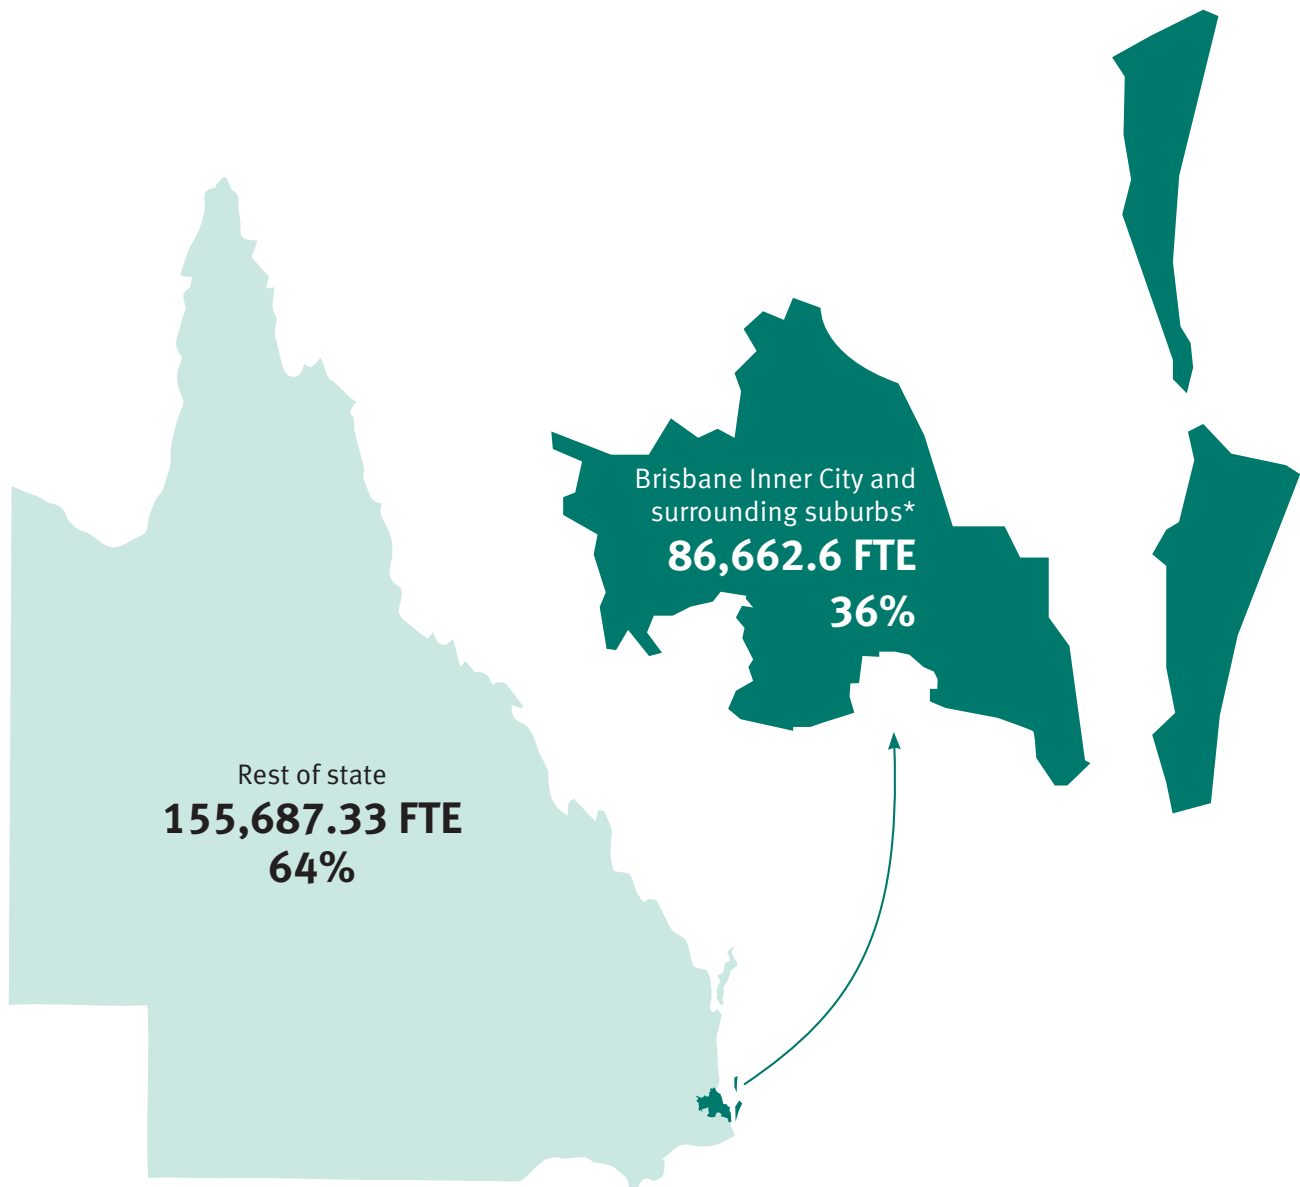 Brisbane Inner City and
surrounding suburbs*
86,662.6 FTE
36%
Rest of state
155,687.33 FTE
64%